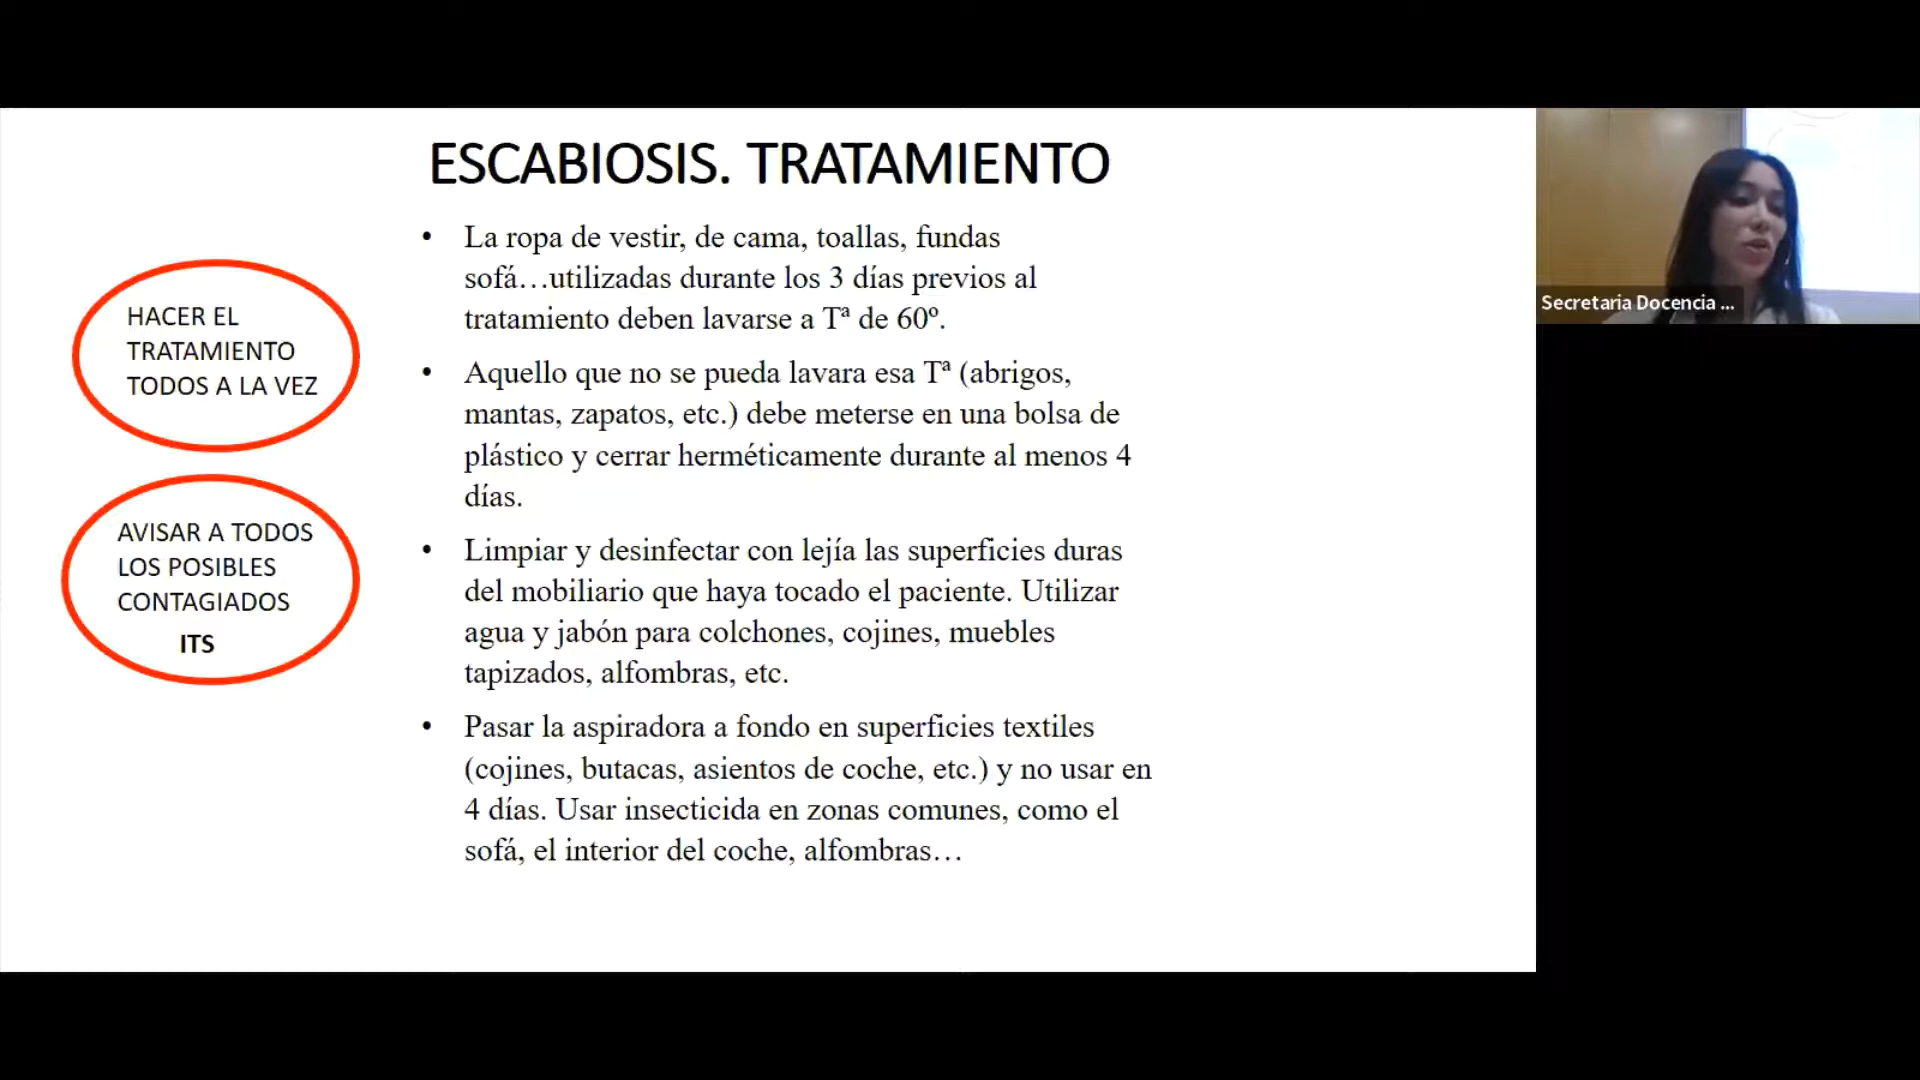 ESCABIOSIS. TRATAMIENTO
HACER EL
TRATAMIENTO
TODOS A LA VEZ
AVISAR A TODOS
LOS POSIBLES
CONTAGIADOS
ITS
• La ropa de vestir, de cama, toallas, fundas
sofá…utilizadas durante los 3 días previos al
tratamiento deben lavarse a Tª de 60º.
• Aquello que no se pueda lavara esa Tª (abrigos,
mantas, zapatos, etc.) debe meterse en una bolsa de
plástico y cerrar herméticamente durante al menos 4
días.
• Limpiar y desinfectar con lejía las superficies duras
del mobiliario que haya tocado el paciente. Utilizar
agua y jabón para colchones, cojines, muebles
tapizados, alfombras, etc.
• Pasar la aspiradora a fondo en superficies textiles
(cojines, butacas, asientos de coche, etc.) y no usar en
4 días. Usar insecticida en zonas comunes, como el
sofá, el interior del coche, alfombras…
Secretaria Docencia ...